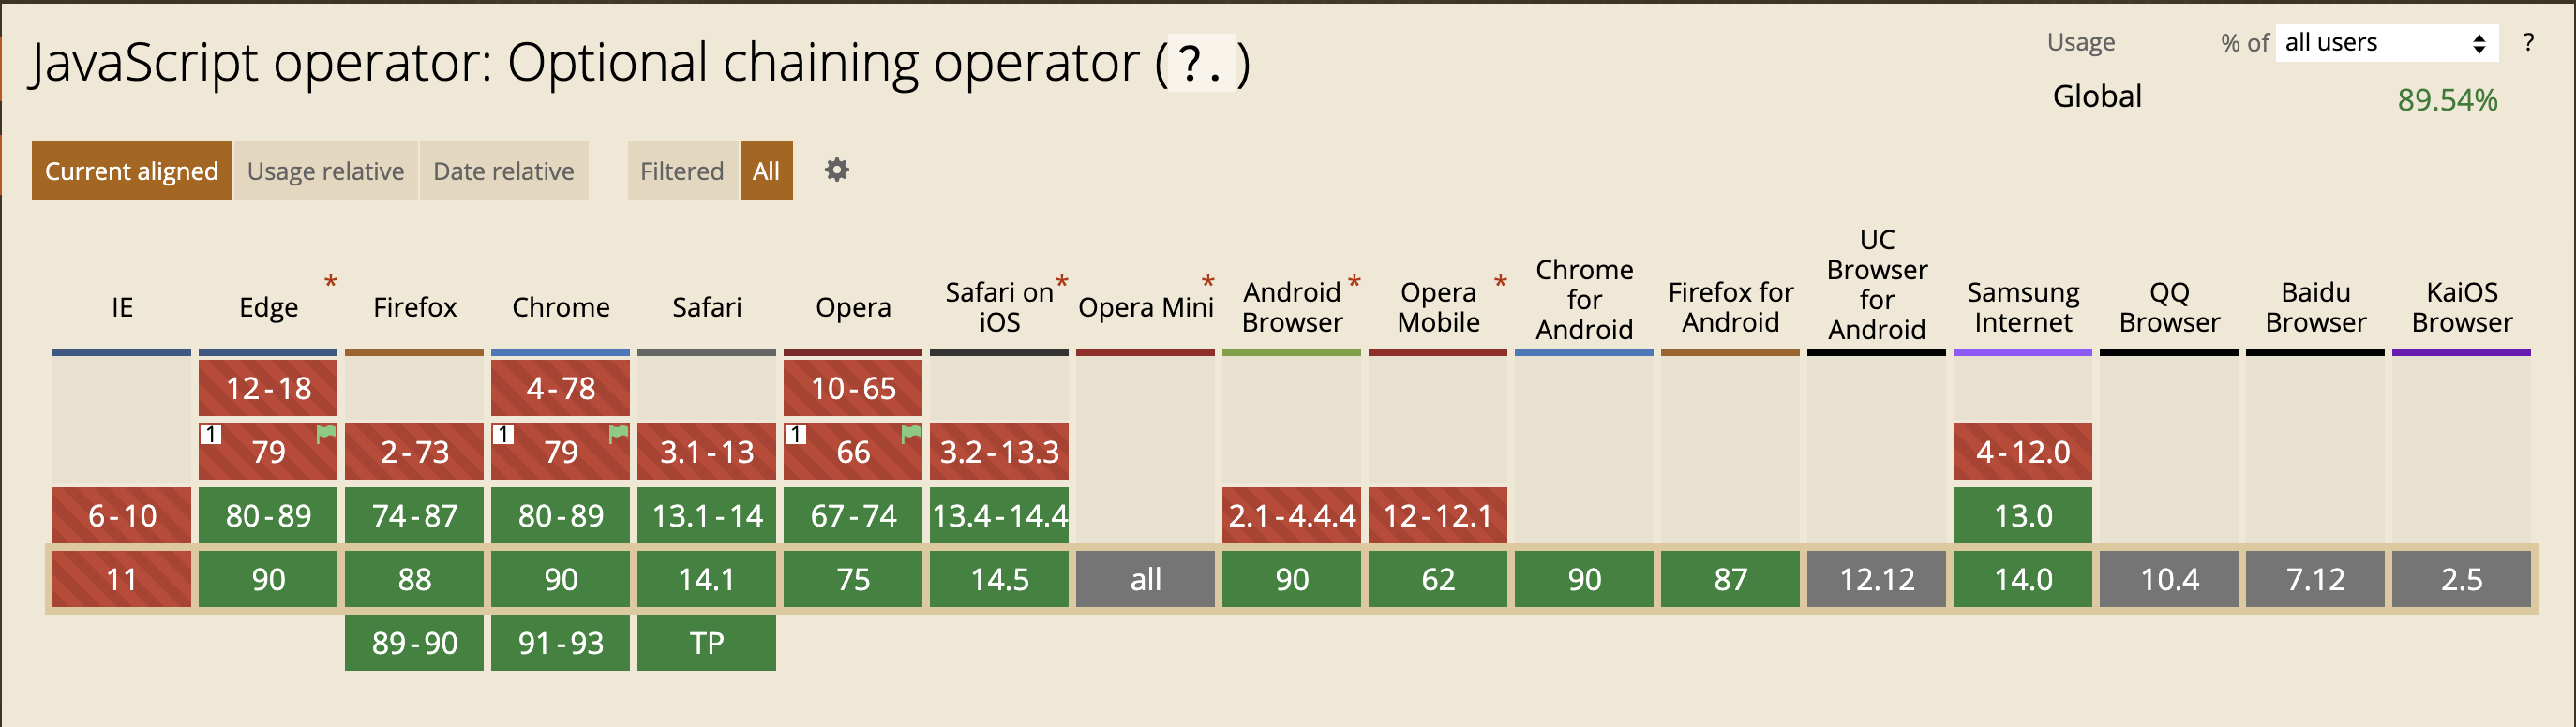 JavaScript operator: Optional chaining operator (?.)
Usage % of all users ?
Global 89.54%
Current aligned Usage relative Date relative Filtered All
IE Edge * Firefox Chrome Safari Opera Safari on iOS * Opera Mini * Android Browser * Opera Mobile * Chrome for Android Firefox for Android UC Browser for Android Samsung Internet QQ Browser Baidu Browser KaiOS Browser
12-18 4-78 10-65
1 79 2-73 1 79 3.1-13 1 66 3.2-13.3 4-12.0
6-10 80-89 74-87 80-89 13.1-14 67-74 13.4-14.4 2.1-4.4.4 12-12.1 13.0
11 90 88 90 14.1 75 14.5 all 90 62 90 87 12.12 14.0 10.4 7.12 2.5
89-90 91-93 TP